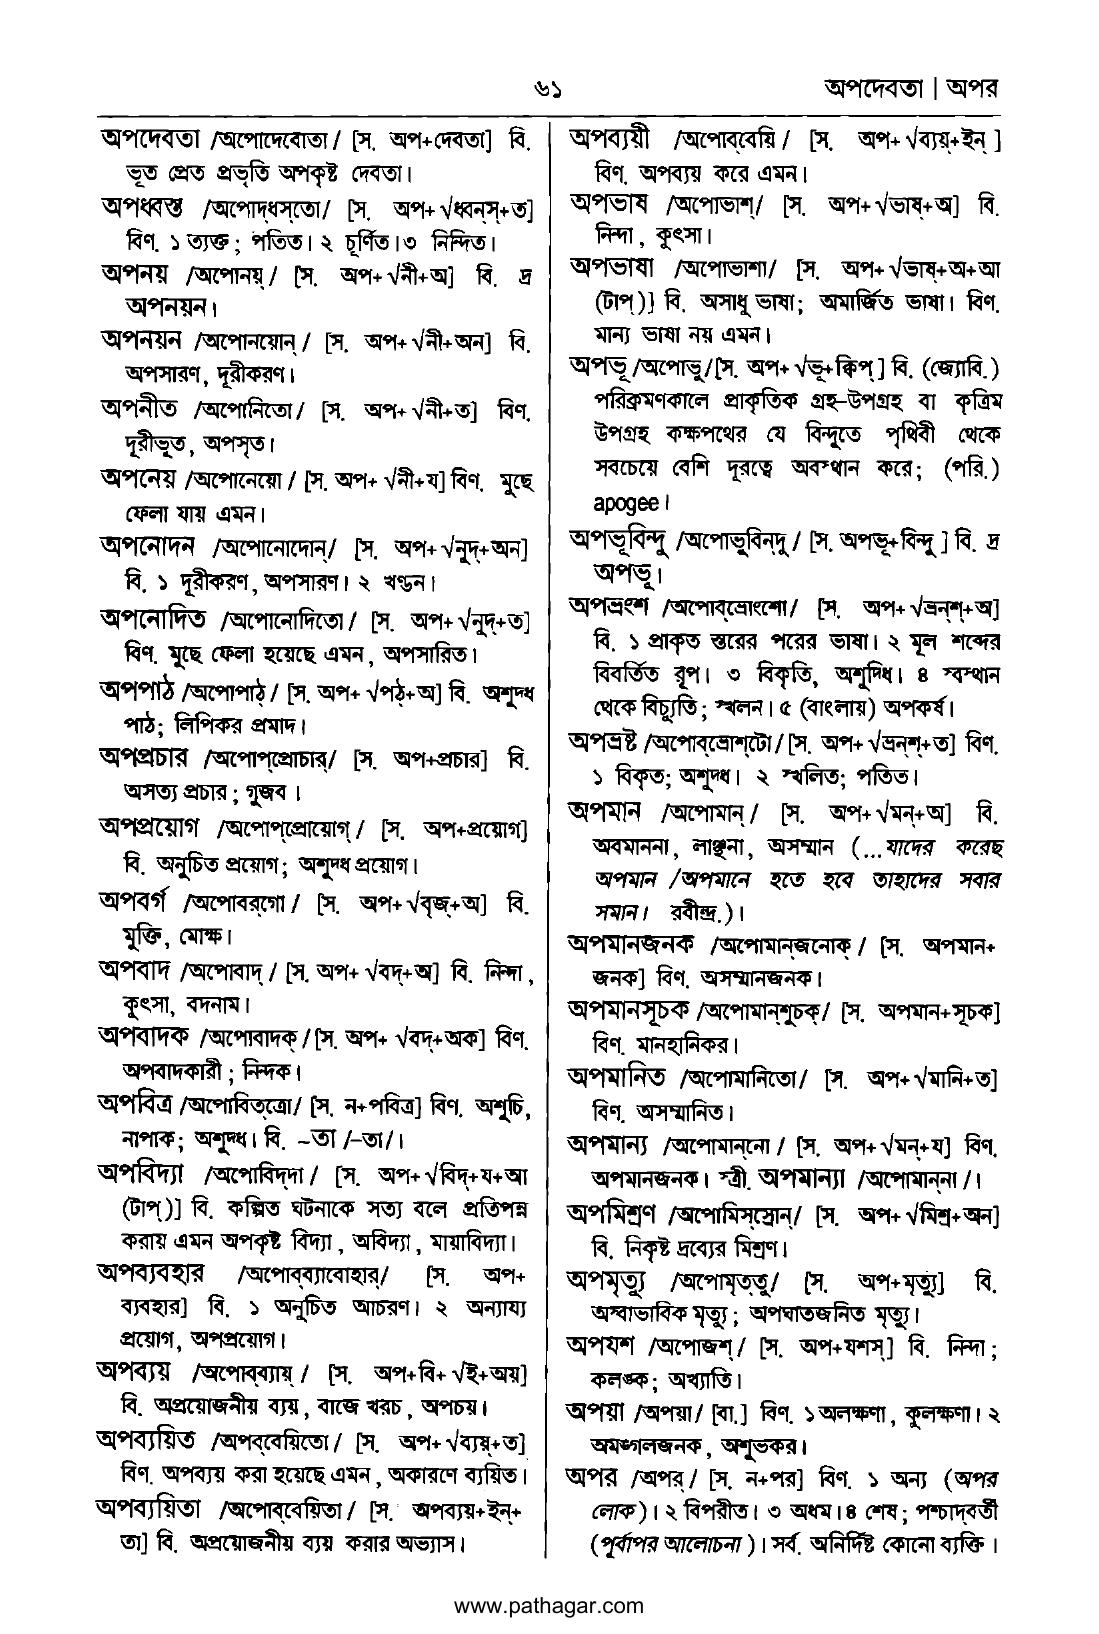 ৬১
অপদেবতা | অপর
অপদেবতা /অপোদেবোতা/ [স. অপ+দেবতা] বি.
ভূত প্রেত প্রভৃতি অপকৃষ্ট দেবতা।
অপধ্বস্ত /অপোদ্‌ধস্‌তো/ [স. অপ+√ধ্বন্‌স্‌+ত]
বিণ. ১ ত্যক্ত; পতিত। ২ চূর্ণিত।৩ নিন্দিত।
অপনয় /অপোনয়্‌/ [স. অপ+√নী+অ] বি. দ্র
অপনয়ন।
অপনয়ন /অপোনয়োন্‌/ [স. অপ+√নী+অন] বি.
অপসারণ, দূরীকরণ।
অপনীত /অপোনিতো/ [স. অপ+√নী+ত] বিণ.
দূরীভূত, অপসৃত।
অপনেয় /অপোনেয়ো/ [স. অপ+√নী+য] বিণ. মুছে
ফেলা যায় এমন।
অপনোদন /অপোনোদোন্‌/ [স. অপ+√নুদ্‌+অন]
বি. ১ দূরীকরণ, অপসারণ। ২ খণ্ডন।
অপনোদিত /অপোনোদিতো/ [স. অপ+√নুদ্‌+ত]
বিণ. মুছে ফেলা হয়েছে এমন, অপসারিত।
অপপাঠ /অপোপাঠ্‌/ [স. অপ+√পঠ্‌+অ] বি. অশুদ্ধ
পাঠ; লিপিকর প্রমাদ।
অপপ্রচার /অপোপ্‌প্রোচার্‌/ [স. অপ+প্রচার] বি.
অসত্য প্রচার; গুজব।
অপপ্রয়োগ /অপোপ্‌প্রোয়োগ্‌/ [স. অপ+প্রয়োগ]
বি. অনুচিত প্রয়োগ; অশুদ্ধ প্রয়োগ।
অপবর্গ /অপোবর্‌গো/ [স. অপ+√বৃজ্‌+অ] বি.
মুক্তি, মোক্ষ।
অপবাদ /অপোবাদ্‌/ [স. অপ+√বদ্‌+অ] বি. নিন্দা,
কুৎসা, বদনাম।
অপবাদক /অপোবাদক্‌/ [স. অপ+√বদ্‌+অক] বিণ.
অপবাদকারী; নিন্দক।
অপবিত্র /অপোবিত্‌ত্রো/ [স. ন+পবিত্র] বিণ. অশুচি,
নাপাক; অশুদ্ধ। বি. ~তা /–তা/।
অপবিদ্যা /অপোবিদ্‌দা/ [স. অপ+√বিদ্‌+য+আ
(টাপ্‌)] বি. কল্পিত ঘটনাকে সত্য বলে প্রতিপন্ন
করায় এমন অপকৃষ্ট বিদ্যা, অবিদ্যা, মায়াবিদ্যা।
অপব্যবহার /অপোব্‌ব্যাবোহার্‌/ [স. অপ+
ব্যবহার] বি. ১ অনুচিত আচরণ। ২ অন্যায্য
প্রয়োগ, অপপ্রয়োগ।
অপব্যয় /অপোব্‌ব্যায়্‌/ [স. অপ+বি+√ই+অয়]
বি. অপ্রয়োজনীয় ব্যয়, বাজে খরচ, অপচয়।
অপব্যয়িত /অপব্‌বেয়িতো/ [স. অপ+√ব্যয়্‌+ত]
বিণ. অপব্যয় করা হয়েছে এমন, অকারণে ব্যয়িত।
অপব্যয়িতা /অপোব্‌বেয়িতা/ [স. অপব্যয়+ইন্‌+
তা] বি. অপ্রয়োজনীয় ব্যয় করার অভ্যাস।
অপব্যয়ী /অপোব্‌বেয়ি/ [স. অপ+√ব্যয়্‌+ইন্‌]
বিণ. অপব্যয় করে এমন।
অপভাষ /অপোভাশ্‌/ [স. অপ+√ভাষ্‌+অ] বি.
নিন্দা, কুৎসা।
অপভাষা /অপোভাশা/ [স. অপ+√ভাষ্‌+অ+আ
(টাপ্‌)] বি. অসাধু ভাষা; অমার্জিত ভাষা। বিণ.
মান্য ভাষা নয় এমন।
অপভূ /অপোভু/ [স. অপ+√ভূ+ক্বিপ্‌] বি. (জ্যোবি.)
পরিক্রমণকালে প্রাকৃতিক গ্রহ-উপগ্রহ বা কৃত্রিম
উপগ্রহ কক্ষপথের যে বিন্দুতে পৃথিবী থেকে
সবচেয়ে বেশি দূরত্বে অবস্থান করে; (পরি.)
apogee।
অপভূবিন্দু /অপোভুবিন্‌দু/ [স. অপভূ+বিন্দু] বি. দ্র
অপভূ।
অপভ্রংশ /অপোব্‌ভ্রোংশো/ [স. অপ+√ভ্রন্‌শ্‌+অ]
বি. ১ প্রাকৃত স্তরের পরের ভাষা। ২ মূল শব্দের
বিবর্তিত রূপ। ৩ বিকৃতি, অশুদ্ধি। ৪ স্বস্থান
থেকে বিচ্যুতি; স্খলন। ৫ (বাংলায়) অপকর্ষ।
অপভ্রষ্ট /অপোব্‌ভ্রোশ্‌টো/ [স. অপ+√ভ্রন্‌শ্‌+ত] বিণ.
১ বিকৃত; অশুদ্ধ। ২ স্খলিত; পতিত।
অপমান /অপোমান্‌/ [স. অপ+√মন্‌+অ] বি.
অবমাননা, লাঞ্ছনা, অসম্মান (...যাদের করেছ
অপমান /অপমানে হতে হবে তাহাদের সবার
সমান। রবীন্দ্র.)।
অপমানজনক /অপোমান্‌জনোক্‌/ [স. অপমান+
জনক] বিণ. অসম্মানজনক।
অপমানসূচক /অপোমান্‌শুচক্‌/ [স. অপমান+সূচক]
বিণ. মানহানিকর।
অপমানিত /অপোমানিতো/ [স. অপ+√মানি+ত]
বিণ. অসম্মানিত।
অপমান্য /অপোমান্‌নো/ [স. অপ+√মন্‌+য] বিণ.
অপমানজনক। স্ত্রী. অপমান্যা /অপোমান্‌না/।
অপমিশ্রণ /অপোমিস্‌স্রোন্‌/ [স. অপ+√মিশ্র+অন]
বি. নিকৃষ্ট দ্রব্যের মিশ্রণ।
অপমৃত্যু /অপোমৃত্‌তু/ [স. অপ+মৃত্যু] বি.
অস্বাভাবিক মৃত্যু; অপঘাতজনিত মৃত্যু।
অপযশ /অপোজশ্‌/ [স. অপ+যশস্‌] বি. নিন্দা;
কলঙ্ক; অখ্যাতি।
অপয়া /অপয়া/ [বা.] বিণ. ১ অলক্ষণা, কুলক্ষণা। ২
অমঙ্গলজনক, অশুভকর।
অপর /অপর্‌/ [স. ন+পর] বিণ. ১ অন্য (অপর
লোক)। ২ বিপরীত। ৩ অধম।৪ শেষ; পশ্চাদ্বর্তী
(পূর্বাপর আলোচনা)। সর্ব. অনির্দিষ্ট কোনো ব্যক্তি।
www.pathagar.com